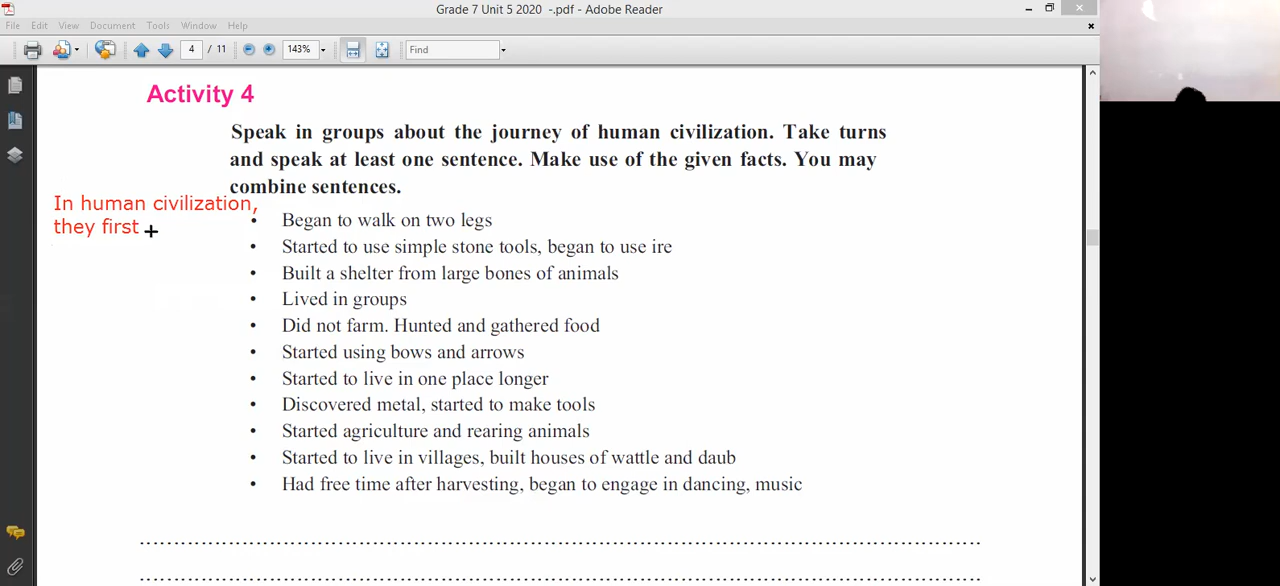 Grade 7 Unit 5 2020 -.pdf - Adobe Reader
File Edit View Document Tools Window Help
4 / 11 143% Find
Activity 4
Speak in groups about the journey of human civilization. Take turns
and speak at least one sentence. Make use of the given facts. You may
combine sentences.
In human civilization,
they first
• Began to walk on two legs
• Started to use simple stone tools, began to use ire
• Built a shelter from large bones of animals
• Lived in groups
• Did not farm. Hunted and gathered food
• Started using bows and arrows
• Started to live in one place longer
• Discovered metal, started to make tools
• Started agriculture and rearing animals
• Started to live in villages, built houses of wattle and daub
• Had free time after harvesting, began to engage in dancing, music